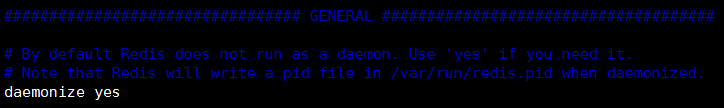 ################################# GENERAL #####################################
# By default Redis does not run as a daemon. Use 'yes' if you need it.
# Note that Redis will write a pid file in /var/run/redis.pid when daemonized.
daemonize yes